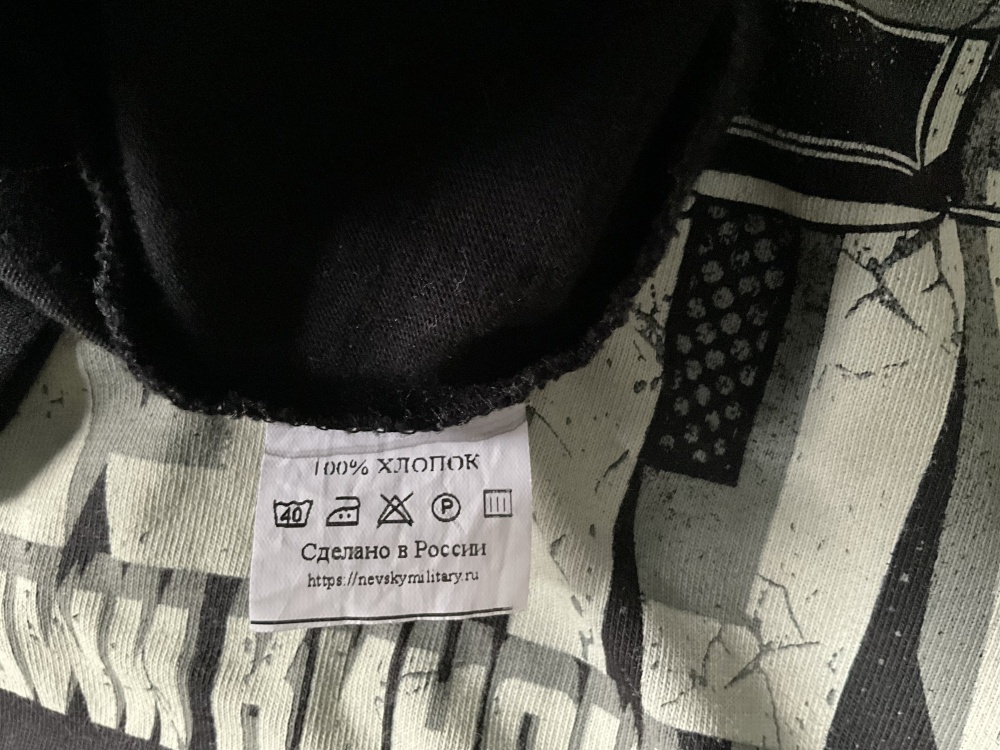 100% ХЛОПОК
40 P
Сделано в России
https://nevskymilitary.ru